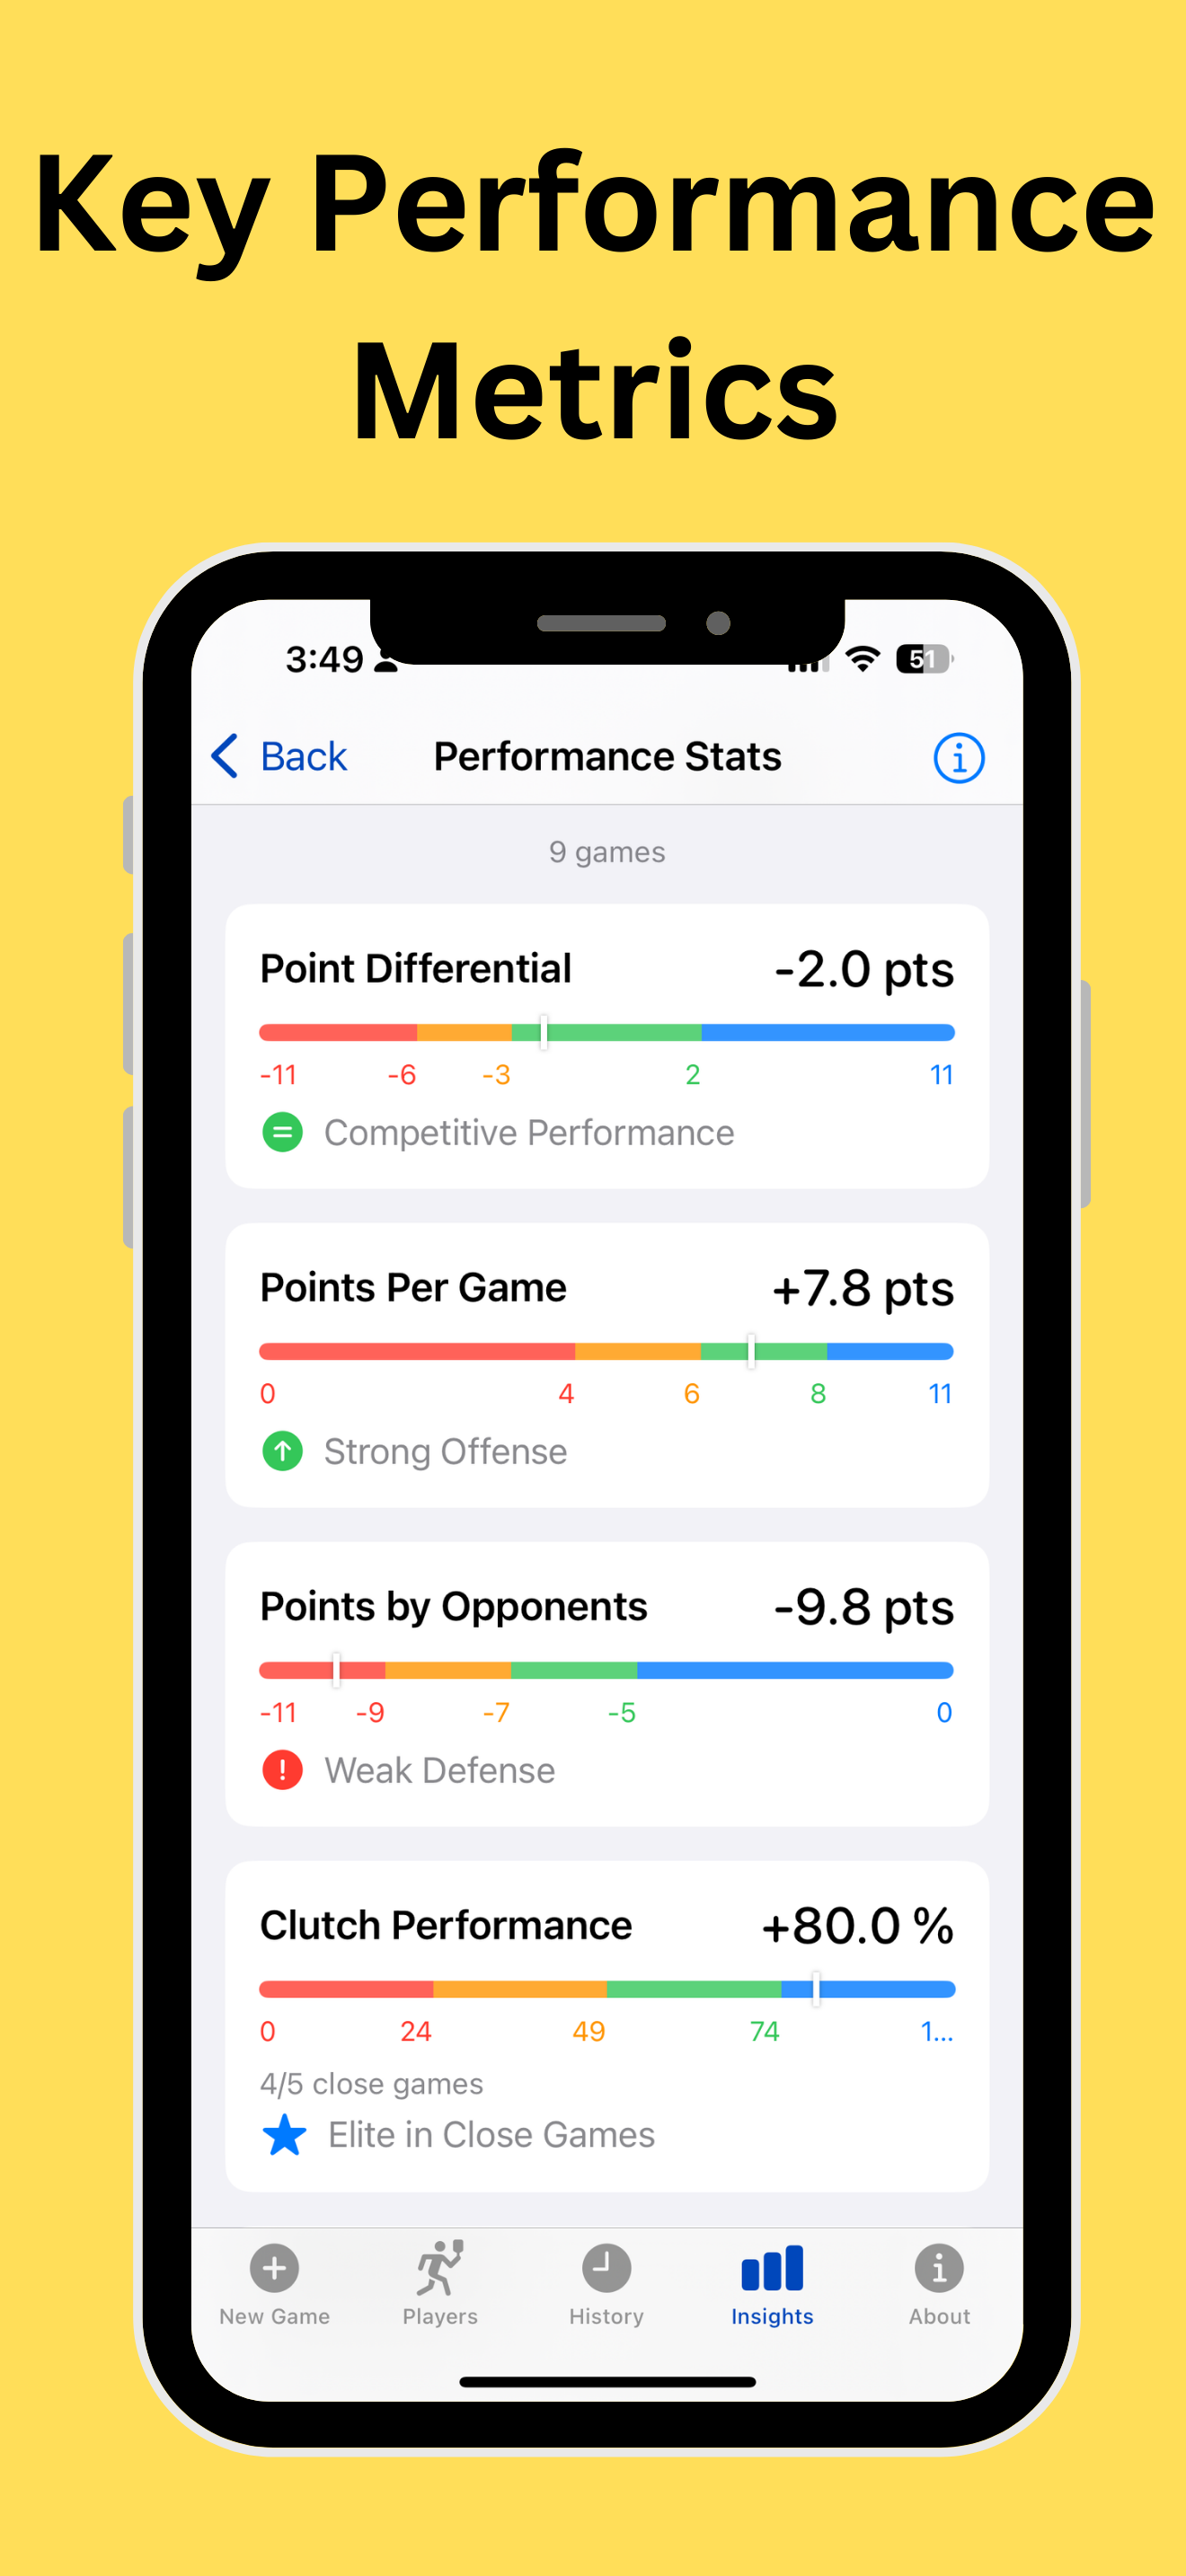 Key Performance
Metrics
3:49
51
Back
Performance Stats
9 games
Point Differential
-2.0 pts
-11 -6 -3 2 11
Competitive Performance
Points Per Game
+7.8 pts
0 4 6 8 11
Strong Offense
Points by Opponents
-9.8 pts
-11 -9 -7 -5 0
Weak Defense
Clutch Performance
+80.0 %
0 24 49 74 1...
4/5 close games
Elite in Close Games
New Game
Players
History
Insights
About